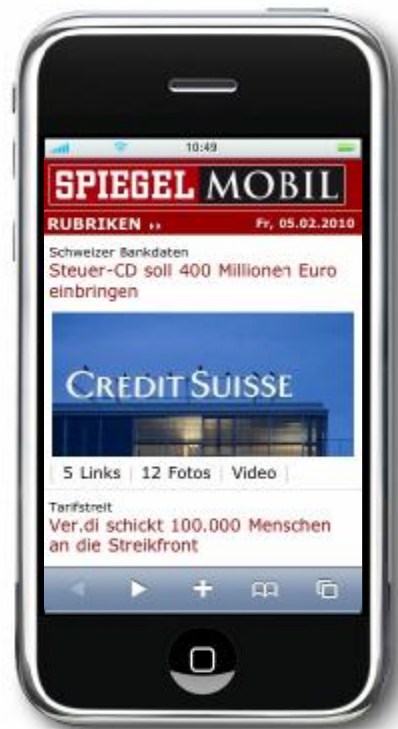 10:49
SPIEGEL MOBIL
RUBRIKEN ›› Fr, 05.02.2010
Schweizer Bankdaten
Steuer-CD soll 400 Millionen Euro
einbringen
CREDIT SUISSE
5 Links | 12 Fotos | Video |
Tarifstreit
Ver.di schickt 100.000 Menschen
an die Streikfront